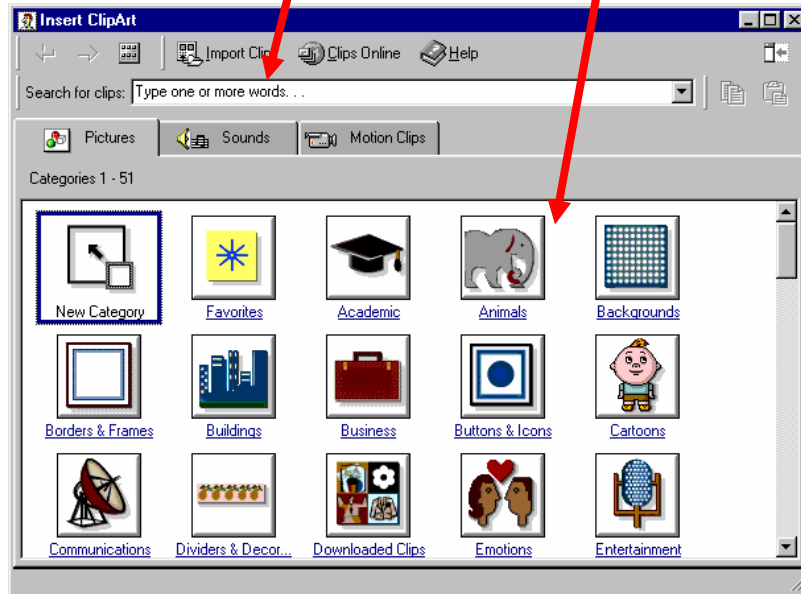 Insert ClipArt
Import Clips Clips Online Help
Search for clips: Type one or more words. . .
Pictures Sounds Motion Clips
Categories 1 - 51
New Category Favorites Academic Animals Backgrounds
Borders & Frames Buildings Business Buttons & Icons Cartoons
Communications Dividers & Decor... Downloaded Clips Emotions Entertainment